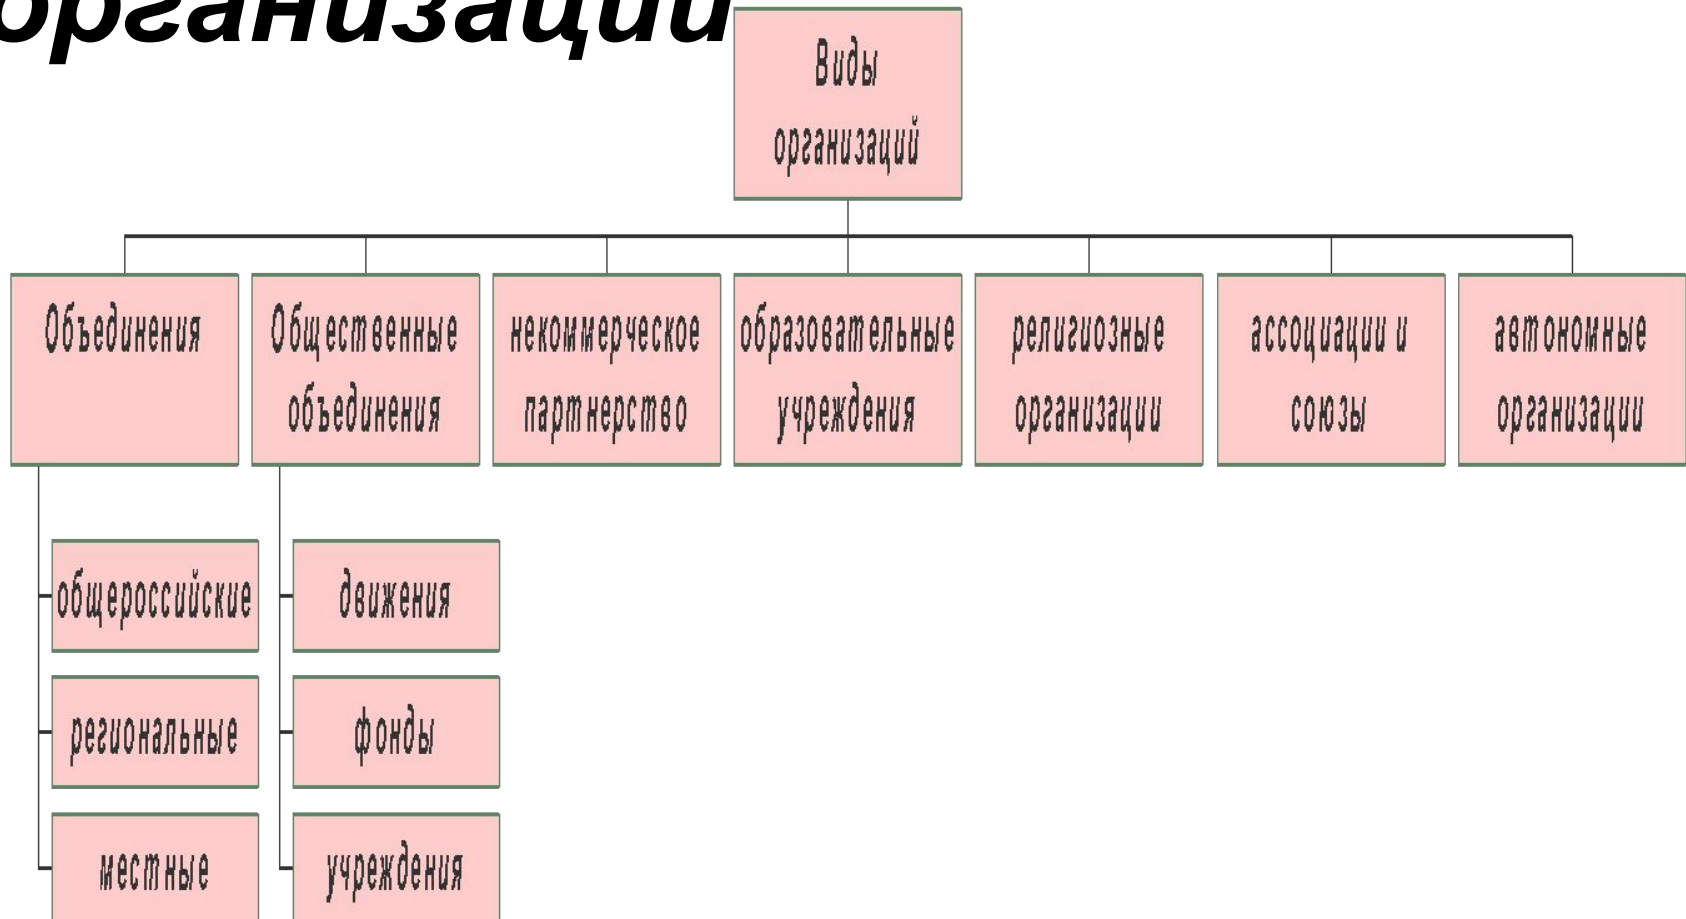 организации
Виды
организаций
Объединения
Общественные
объединения
некоммерческое
партнерство
образовательные
учреждения
религиозные
организации
ассоциации и
союзы
автономные
организации
общероссийские
региональные
местные
движения
фонды
учреждения